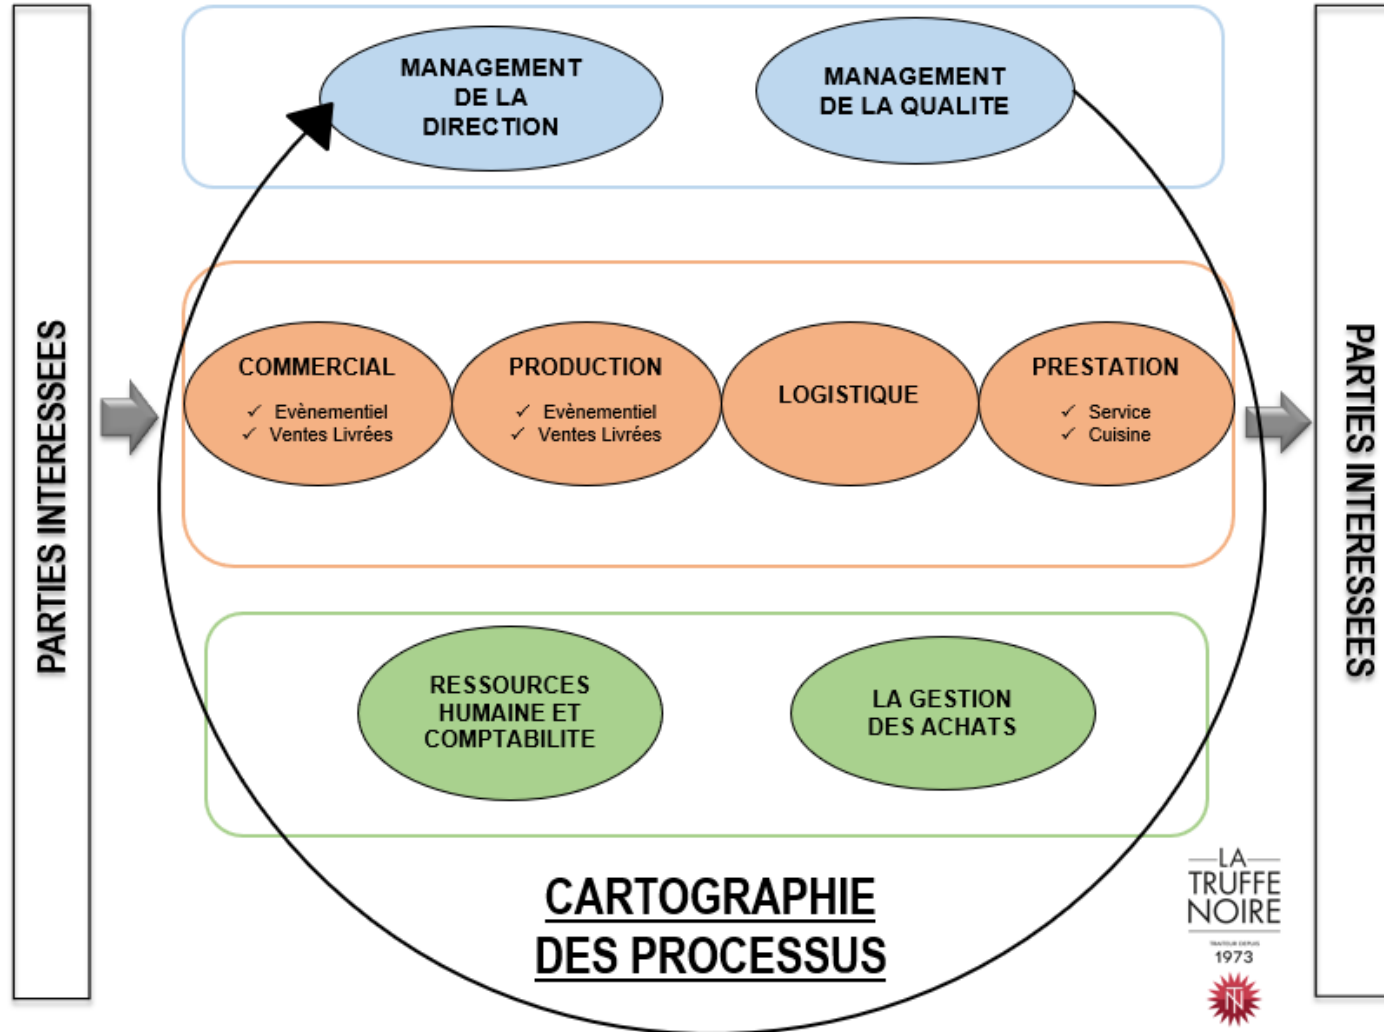 PARTIES INTERESSEES
MANAGEMENT
DE LA
DIRECTION
MANAGEMENT
DE LA QUALITE
COMMERCIAL
✓ Evènementiel
✓ Ventes Livrées
PRODUCTION
✓ Evènementiel
✓ Ventes Livrées
LOGISTIQUE
PRESTATION
✓ Service
✓ Cuisine
RESSOURCES
HUMAINE ET
COMPTABILITE
LA GESTION
DES ACHATS
CARTOGRAPHIE
DES PROCESSUS
LA
TRUFFE
NOIRE
TRAITEUR DEPUIS
1973
PARTIES INTERESSEES